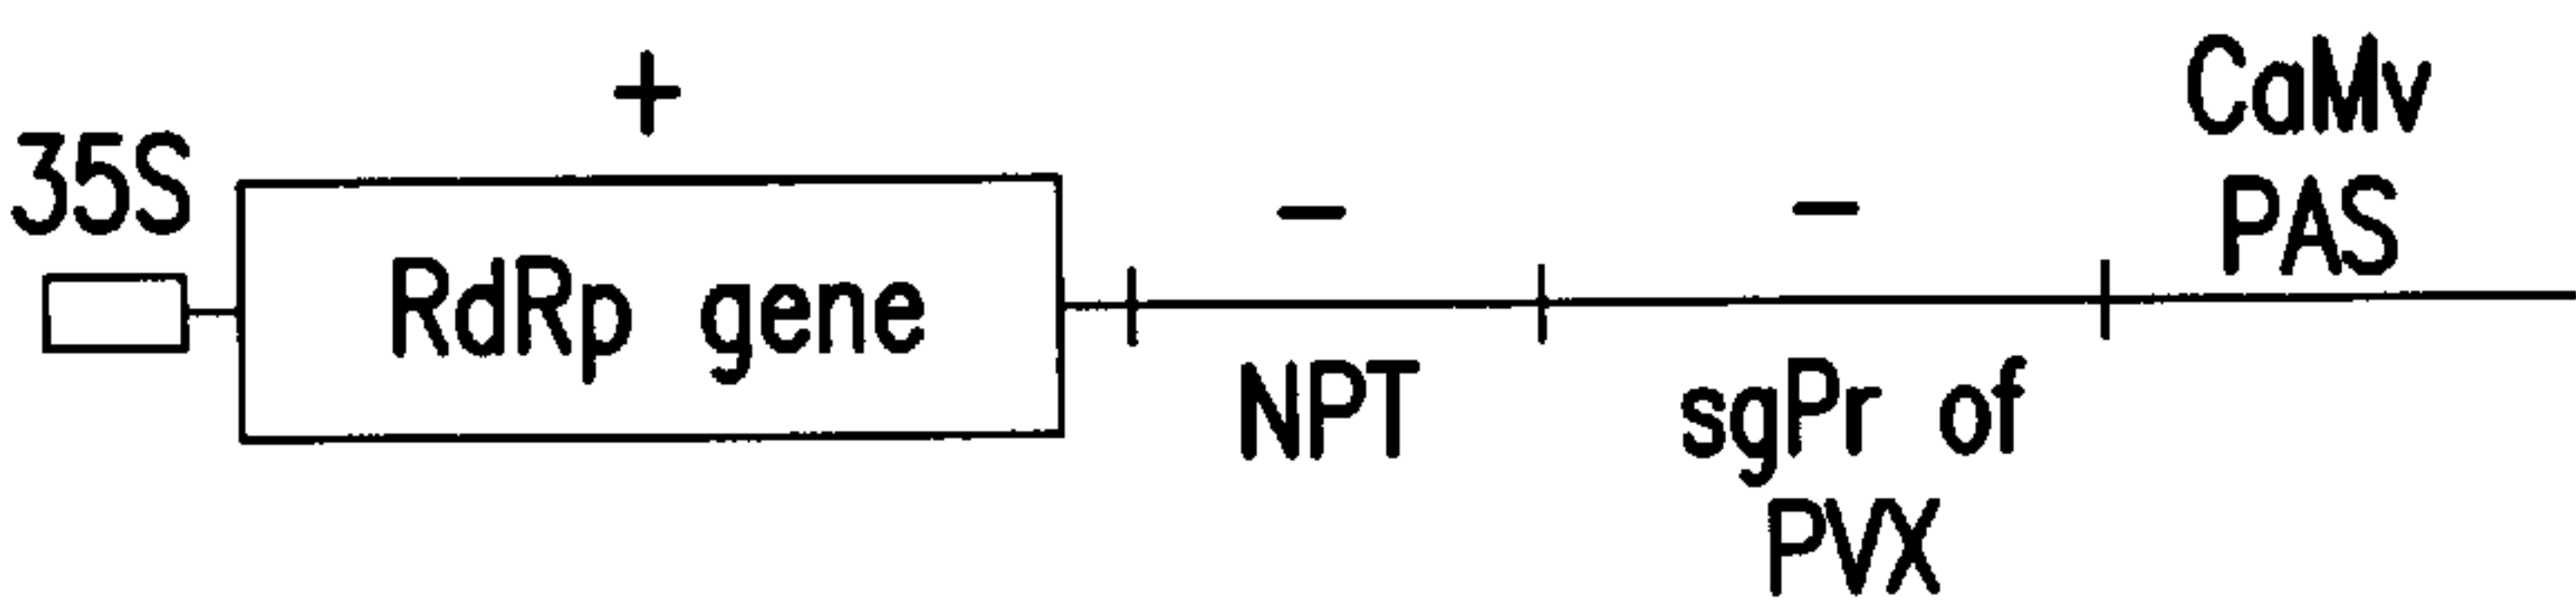 35S
+
RdRp gene
-
NPT
-
sgPr of
PVX
CaMv
PAS